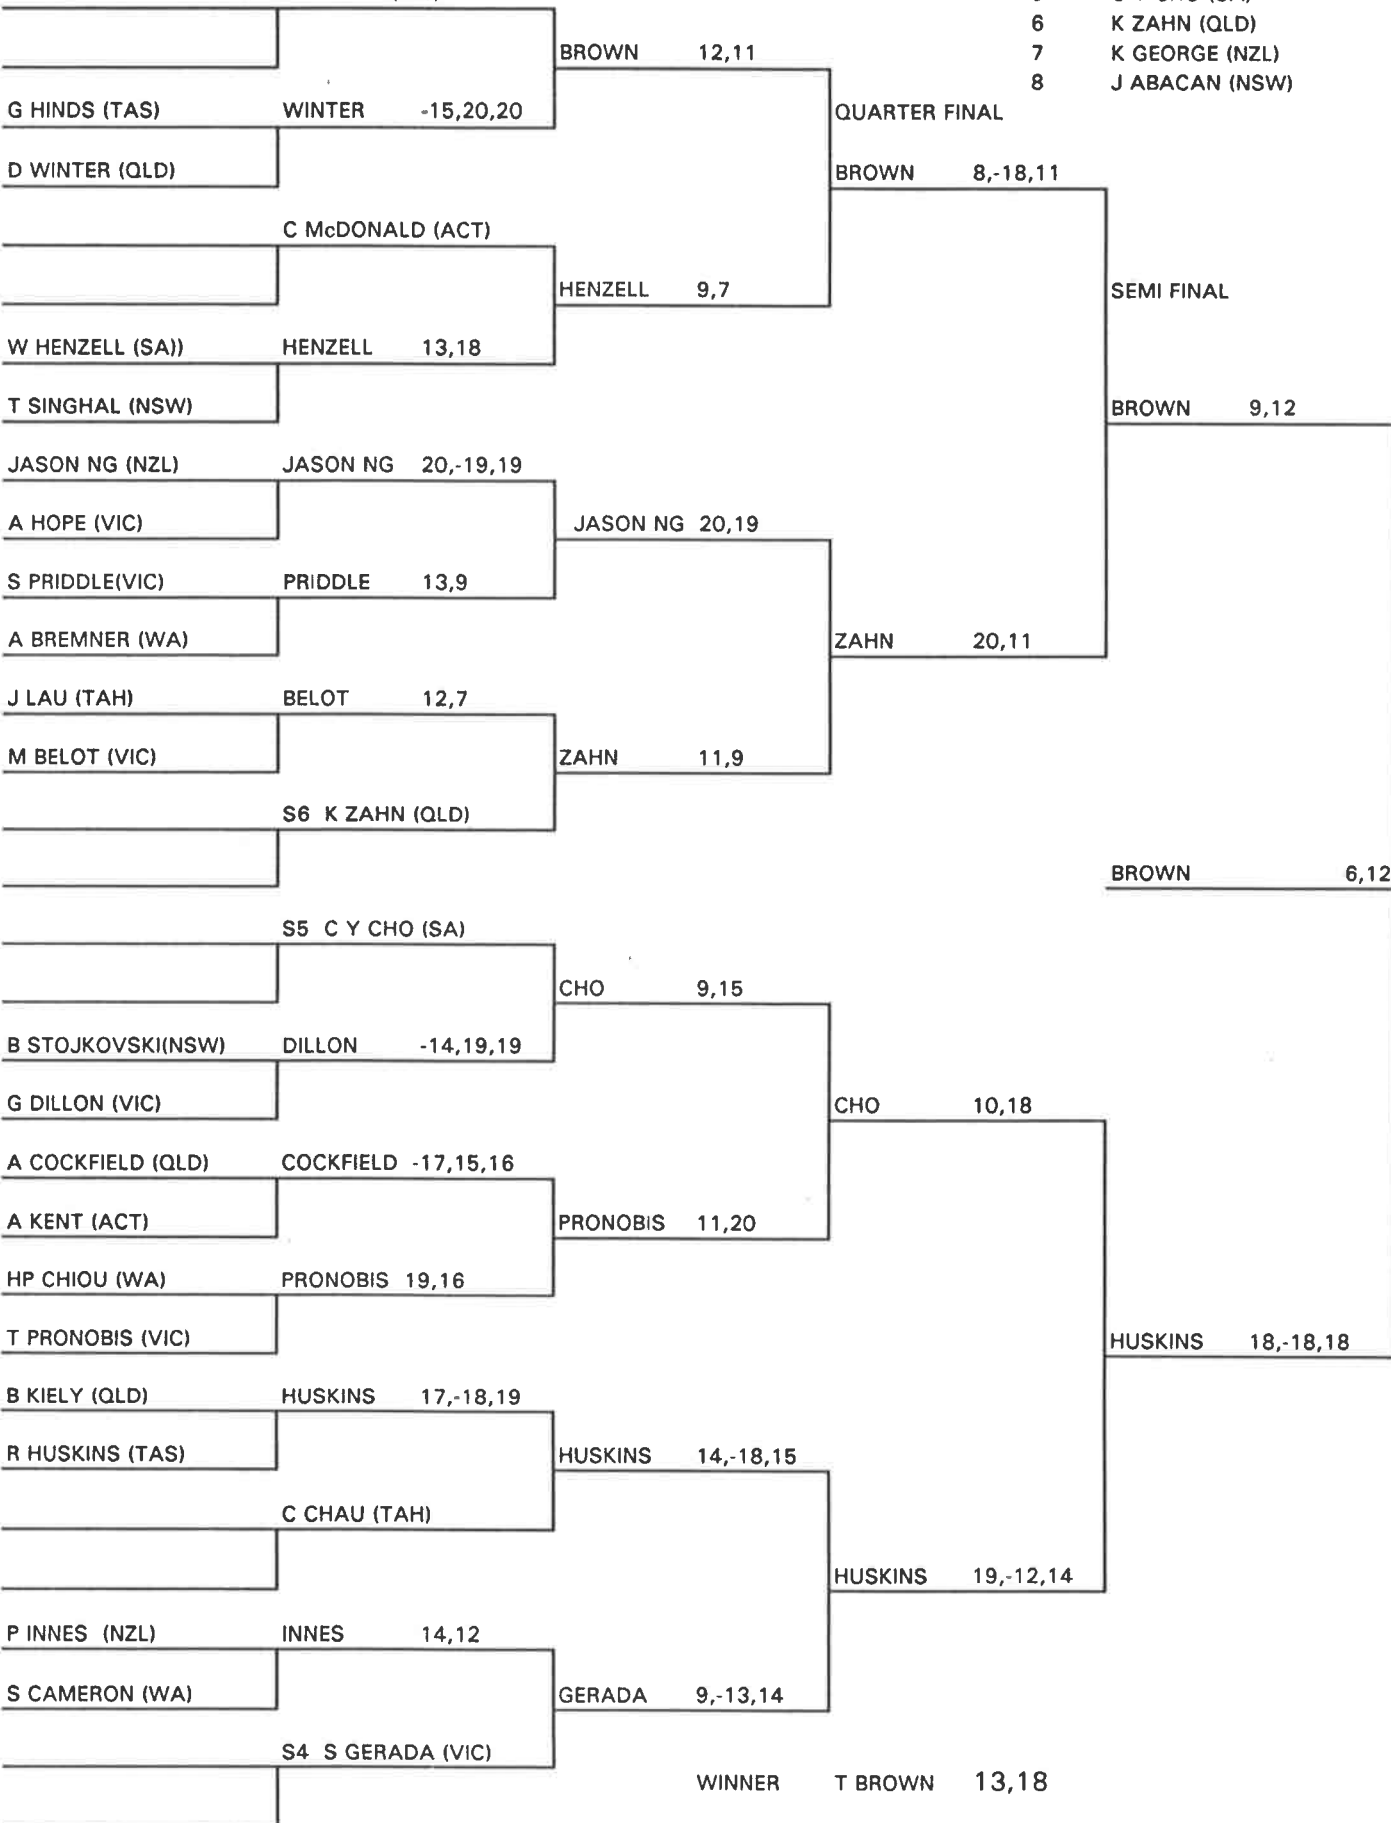 6 K ZAHN (QLD)
BROWN 12,11
7 K GEORGE (NZL)
8 J ABACAN (NSW)
G HINDS (TAS) WINTER -15,20,20
QUARTER FINAL
D WINTER (QLD)
BROWN 8,-18,11
C McDONALD (ACT)
HENZELL 9,7
SEMI FINAL
W HENZELL (SA)) HENZELL 13,18
T SINGHAL (NSW)
BROWN 9,12
JASON NG (NZL) JASON NG 20,-19,19
A HOPE (VIC)
JASON NG 20,19
S PRIDDLE(VIC) PRIDDLE 13,9
A BREMNER (WA)
ZAHN 20,11
J LAU (TAH) BELOT 12,7
M BELOT (VIC)
ZAHN 11,9
S6 K ZAHN (QLD)
BROWN 6,12
S5 C Y CHO (SA)
CHO 9,15
B STOJKOVSKI(NSW) DILLON -14,19,19
G DILLON (VIC)
CHO 10,18
A COCKFIELD (QLD) COCKFIELD -17,15,16
A KENT (ACT)
PRONOBIS 11,20
HP CHIOU (WA) PRONOBIS 19,16
T PRONOBIS (VIC)
HUSKINS 18,-18,18
B KIELY (QLD) HUSKINS 17,-18,19
R HUSKINS (TAS)
HUSKINS 14,-18,15
C CHAU (TAH)
HUSKINS 19,-12,14
P INNES (NZL) INNES 14,12
S CAMERON (WA)
GERADA 9,-13,14
S4 S GERADA (VIC)
WINNER T BROWN 13,18